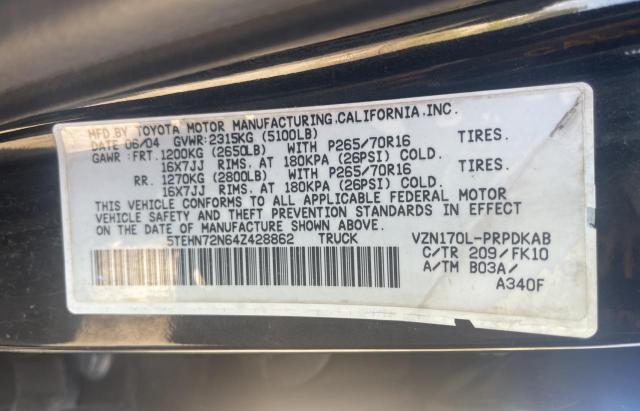 MFD.BY TOYOTA MOTOR MANUFACTURING,CALIFORNIA,INC.
DATE 06/04 GVWR:2315KG (5100LB)
GAWR : FRT. 1200KG (2650LB) WITH P265/70R16 TIRES.
16X7JJ RIMS. AT 180KPA (26PSI) COLD.
RR. 1270KG (2800LB) WITH P265/70R16 TIRES.
16X7JJ RIMS. AT 180KPA (26PSI) COLD.
THIS VEHICLE CONFORMS TO ALL APPLICABLE FEDERAL MOTOR
VEHICLE SAFETY AND THEFT PREVENTION STANDARDS IN EFFECT
ON THE DATE OF MANUFACTURE SHOWN ABOVE.
5TEHN72N64Z428862 TRUCK VZN170L-PRPDKAB
C/TR 209/FK10
A/TM B03A/
A340F